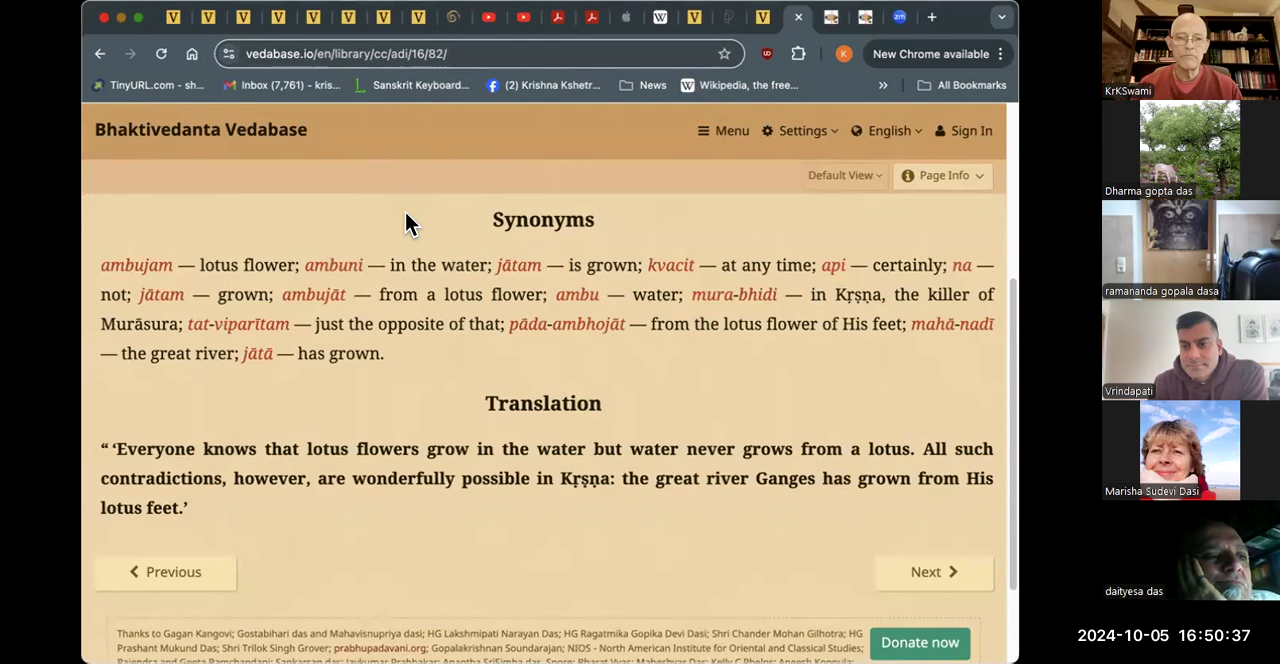 vedabase.io/en/library/cc/adi/16/82/
New Chrome available
TinyURL.com - sh...
Inbox (7,761) - kris...
Sanskrit Keyboard...
(2) Krishna Kshetr...
News
Wikipedia, the free...
»
All Bookmarks
Bhaktivedanta Vedabase
Menu
Settings
English
Sign In
Default View
Page Info
Synonyms
ambujam — lotus flower; ambuni — in the water; jātam — is grown; kvacit — at any time; api — certainly; na —
not; jātam — grown; ambujāt — from a lotus flower; ambu — water; mura-bhidi — in Kṛṣṇa, the killer of
Murāsura; tat-viparītam — just the opposite of that; pāda-ambhojāt — from the lotus flower of His feet; mahā-nadī
— the great river; jātā — has grown.
Translation
“ ‘Everyone knows that lotus flowers grow in the water but water never grows from a lotus. All such
contradictions, however, are wonderfully possible in Kṛṣṇa: the great river Ganges has grown from His
lotus feet.’
Previous
Next
Thanks to Gagan Kangovi; Gostabihari das and Mahavisnupriya dasi; HG Lakshmipati Narayan Das; HG Ragatmika Gopika Devi Dasi; Shri Chander Mohan Gilhotra; HG
Prashant Mukund Das; Shri Trilok Singh Grover; prabhupadavani.org; Gopalakrishnan Soundarajan; NIOS - North American Institute for Oriental and Classical Studies;
Donate now
KrKSwami
Dharma gopta das
ramananda gopala dasa
Vrindapati
Marisha Sudevi Dasi
daityesa das
2024-10-05 16:50:37